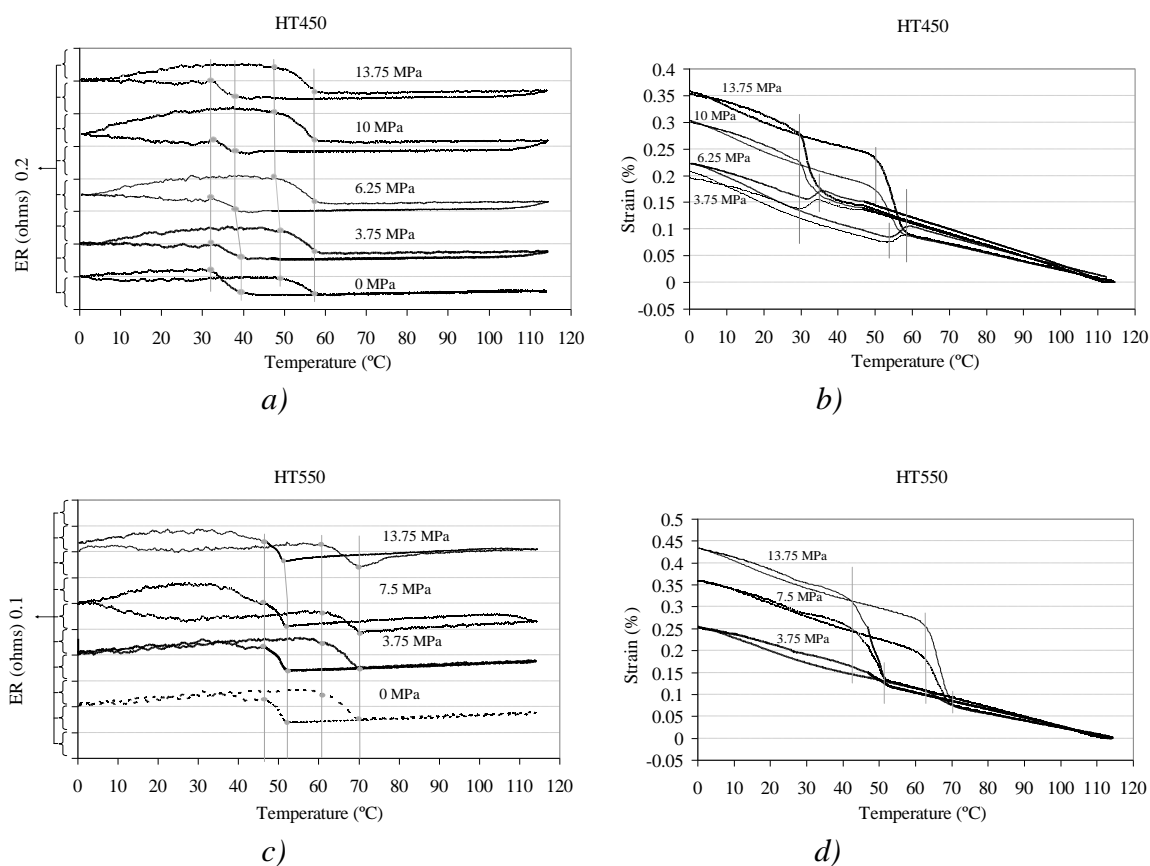 HT450
ER (ohms) 0.2
13.75 MPa
10 MPa
6.25 MPa
3.75 MPa
0 MPa
0 10 20 30 40 50 60 70 80 90 100 110 120
Temperature (ºC)
a)
HT450
Strain (%)
0.4
0.35
0.3
0.25
0.2
0.15
0.1
0.05
0
-0.05
13.75 MPa
10 MPa
6.25 MPa
3.75 MPa
0 10 20 30 40 50 60 70 80 90 100 110 120
Temperature (ºC)
b)
HT550
ER (ohms) 0.1
13.75 MPa
7.5 MPa
3.75 MPa
0 MPa
0 10 20 30 40 50 60 70 80 90 100 110 120
Temperature (ºC)
c)
HT550
Strain (%)
0.5
0.45
0.4
0.35
0.3
0.25
0.2
0.15
0.1
0.05
0
-0.05
13.75 MPa
7.5 MPa
3.75 MPa
0 10 20 30 40 50 60 70 80 90 100 110 120
Temperature (ºC)
d)